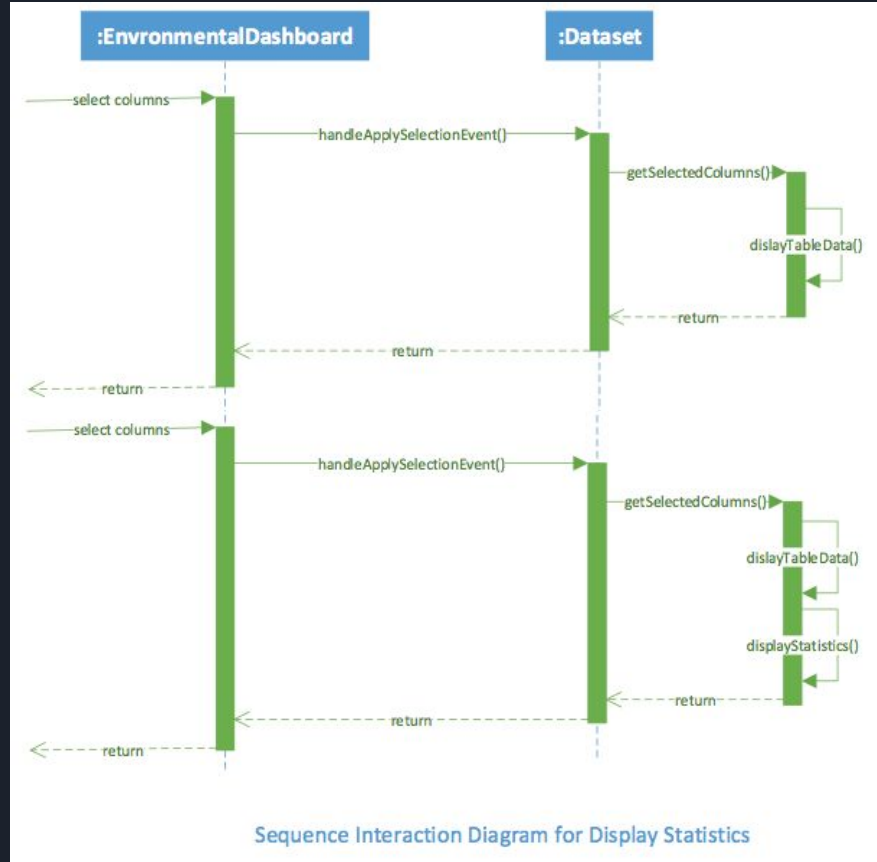 :EnvronmentalDashboard
:Dataset
select columns
handleApplySelectionEvent()
getSelectedColumns()
dislayTableData()
return
return
return
select columns
handleApplySelectionEvent()
getSelectedColumns()
dislayTableData()
displayStatistics()
return
return
return
Sequence Interaction Diagram for Display Statistics